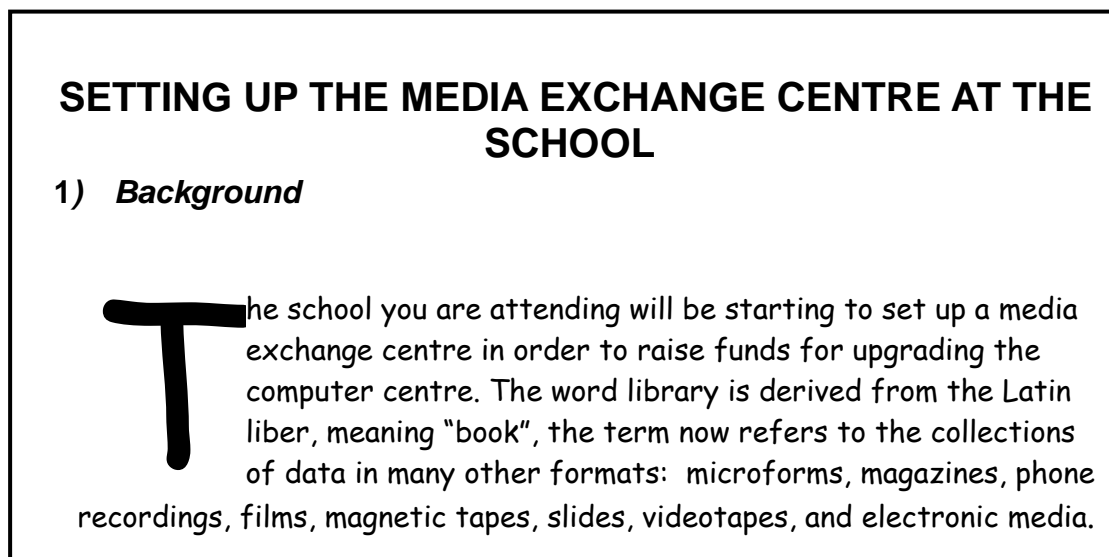 SETTING UP THE MEDIA EXCHANGE CENTRE AT THE
SCHOOL
1) Background
The school you are attending will be starting to set up a media
exchange centre in order to raise funds for upgrading the
computer centre. The word library is derived from the Latin
liber, meaning “book”, the term now refers to the collections
of data in many other formats: microforms, magazines, phone
recordings, films, magnetic tapes, slides, videotapes, and electronic media.